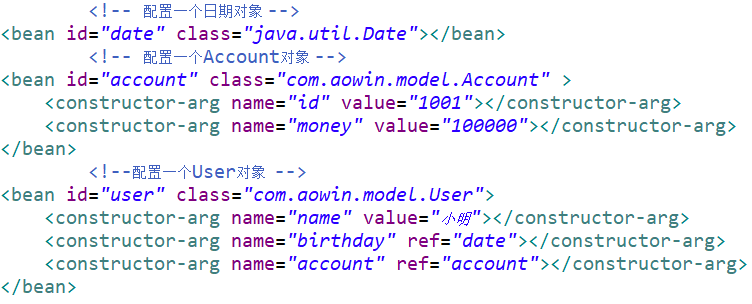 <!-- 配置一个日期对象 -->
<bean id="date" class="java.util.Date"></bean>
<!-- 配置一个Account对象 -->
<bean id="account" class="com.aowin.model.Account" >
<constructor-arg name="id" value="1001"></constructor-arg>
<constructor-arg name="money" value="100000"></constructor-arg>
</bean>
<!--配置一个User对象 -->
<bean id="user" class="com.aowin.model.User">
<constructor-arg name="name" value="小明"></constructor-arg>
<constructor-arg name="birthday" ref="date"></constructor-arg>
<constructor-arg name="account" ref="account"></constructor-arg>
</bean>